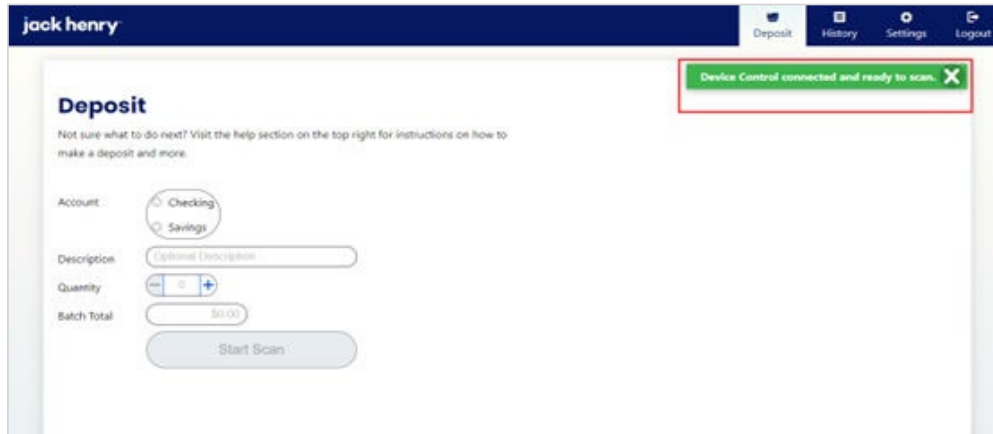 jack henry
Deposit History Settings Logout
Device Control connected and ready to scan.
Deposit
Not sure what to do next? Visit the help section on the top right for instructions on how to
make a deposit and more.
Account
Checking
Savings
Description Optional Description
Quantity 0
Batch Total $0.00
Start Scan